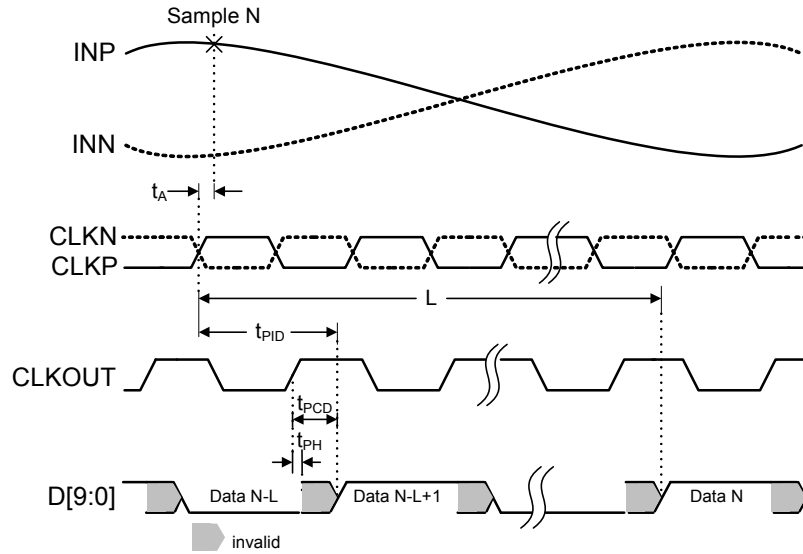 Sample N
INP
INN
tA
CLKN
CLKP
L
tPID
CLKOUT
tPCD
tPH
D[9:0]
Data N-L
Data N-L+1
Data N
invalid